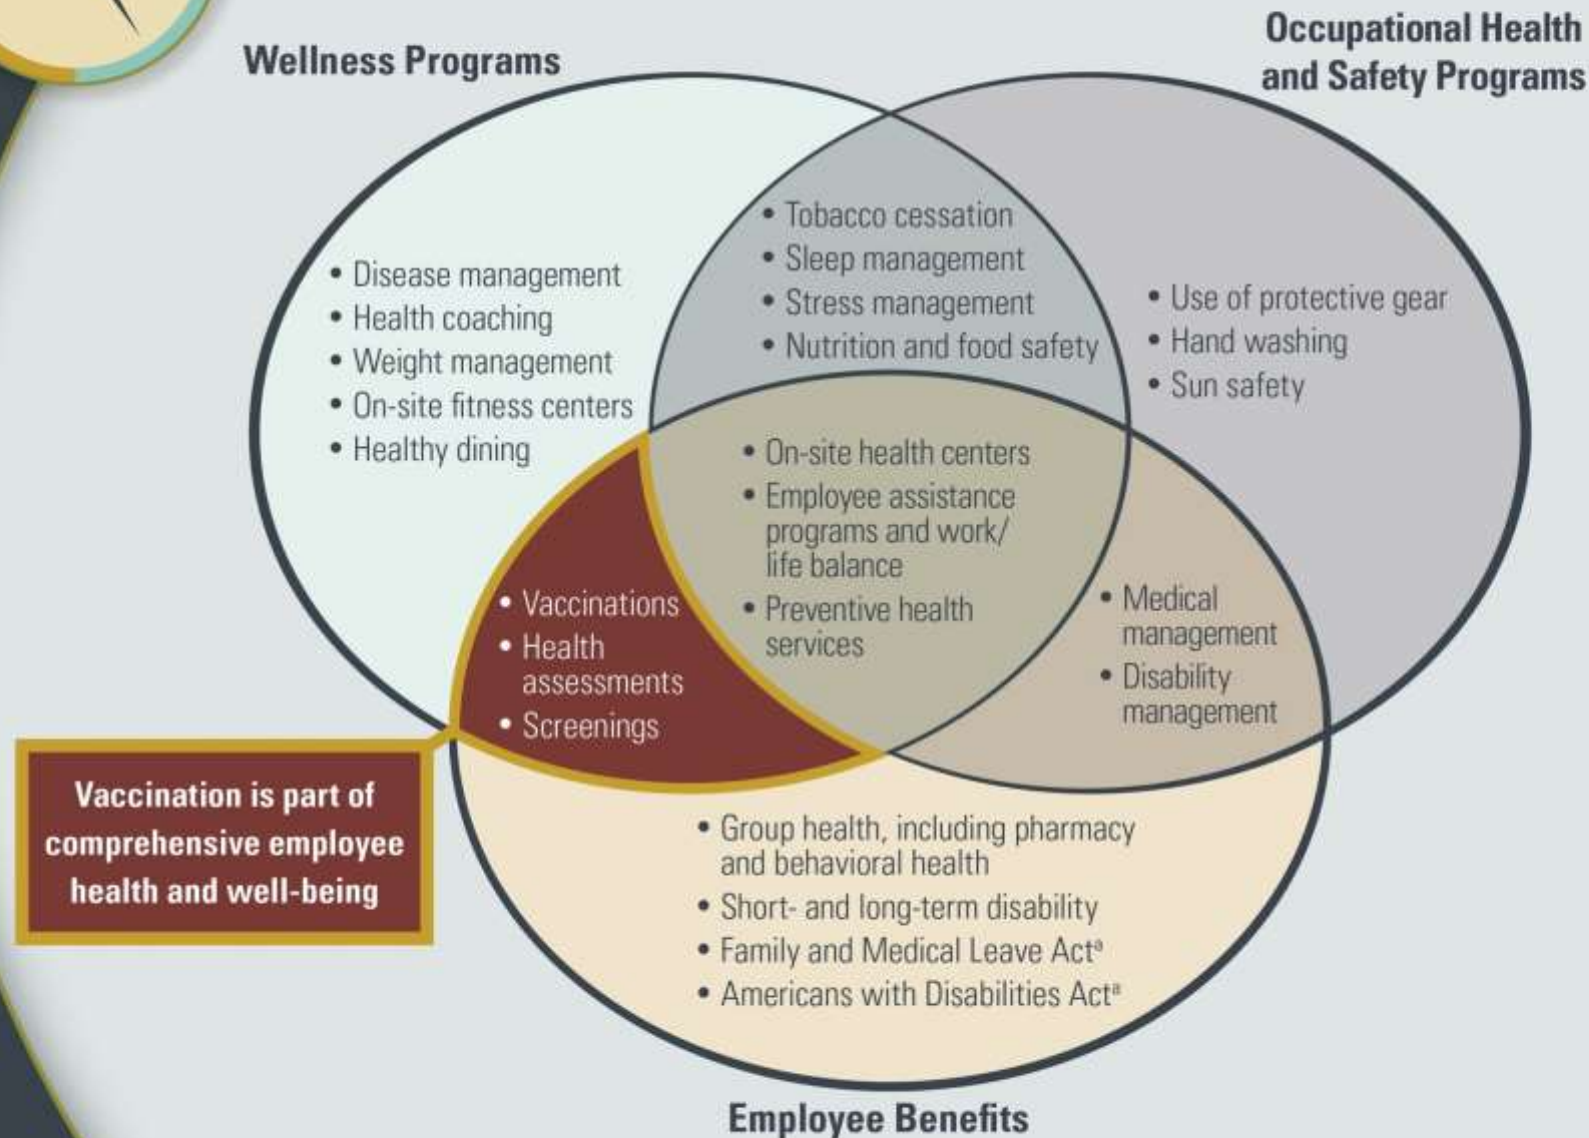 Wellness Programs
Occupational Health
and Safety Programs
• Disease management
• Health coaching
• Weight management
• On-site fitness centers
• Healthy dining
• Tobacco cessation
• Sleep management
• Stress management
• Nutrition and food safety
• Use of protective gear
• Hand washing
• Sun safety
• On-site health centers
• Employee assistance
programs and work/
life balance
• Preventive health
services
• Vaccinations
• Health
assessments
• Screenings
• Medical
management
• Disability
management
Vaccination is part of
comprehensive employee
health and well-being
• Group health, including pharmacy
and behavioral health
• Short- and long-term disability
• Family and Medical Leave Actᵃ
• Americans with Disabilities Actᵃ
Employee Benefits